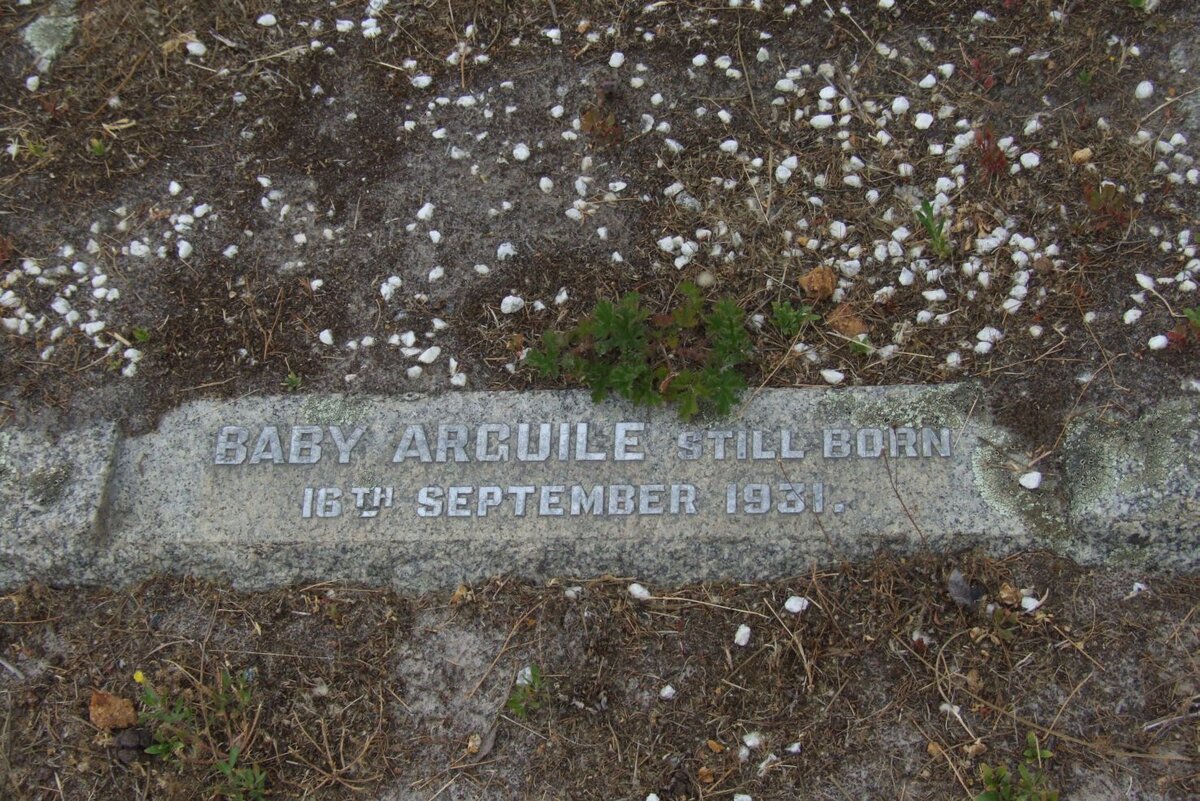 BABY ARGUILE STILL BORN
16TH SEPTEMBER 1931.